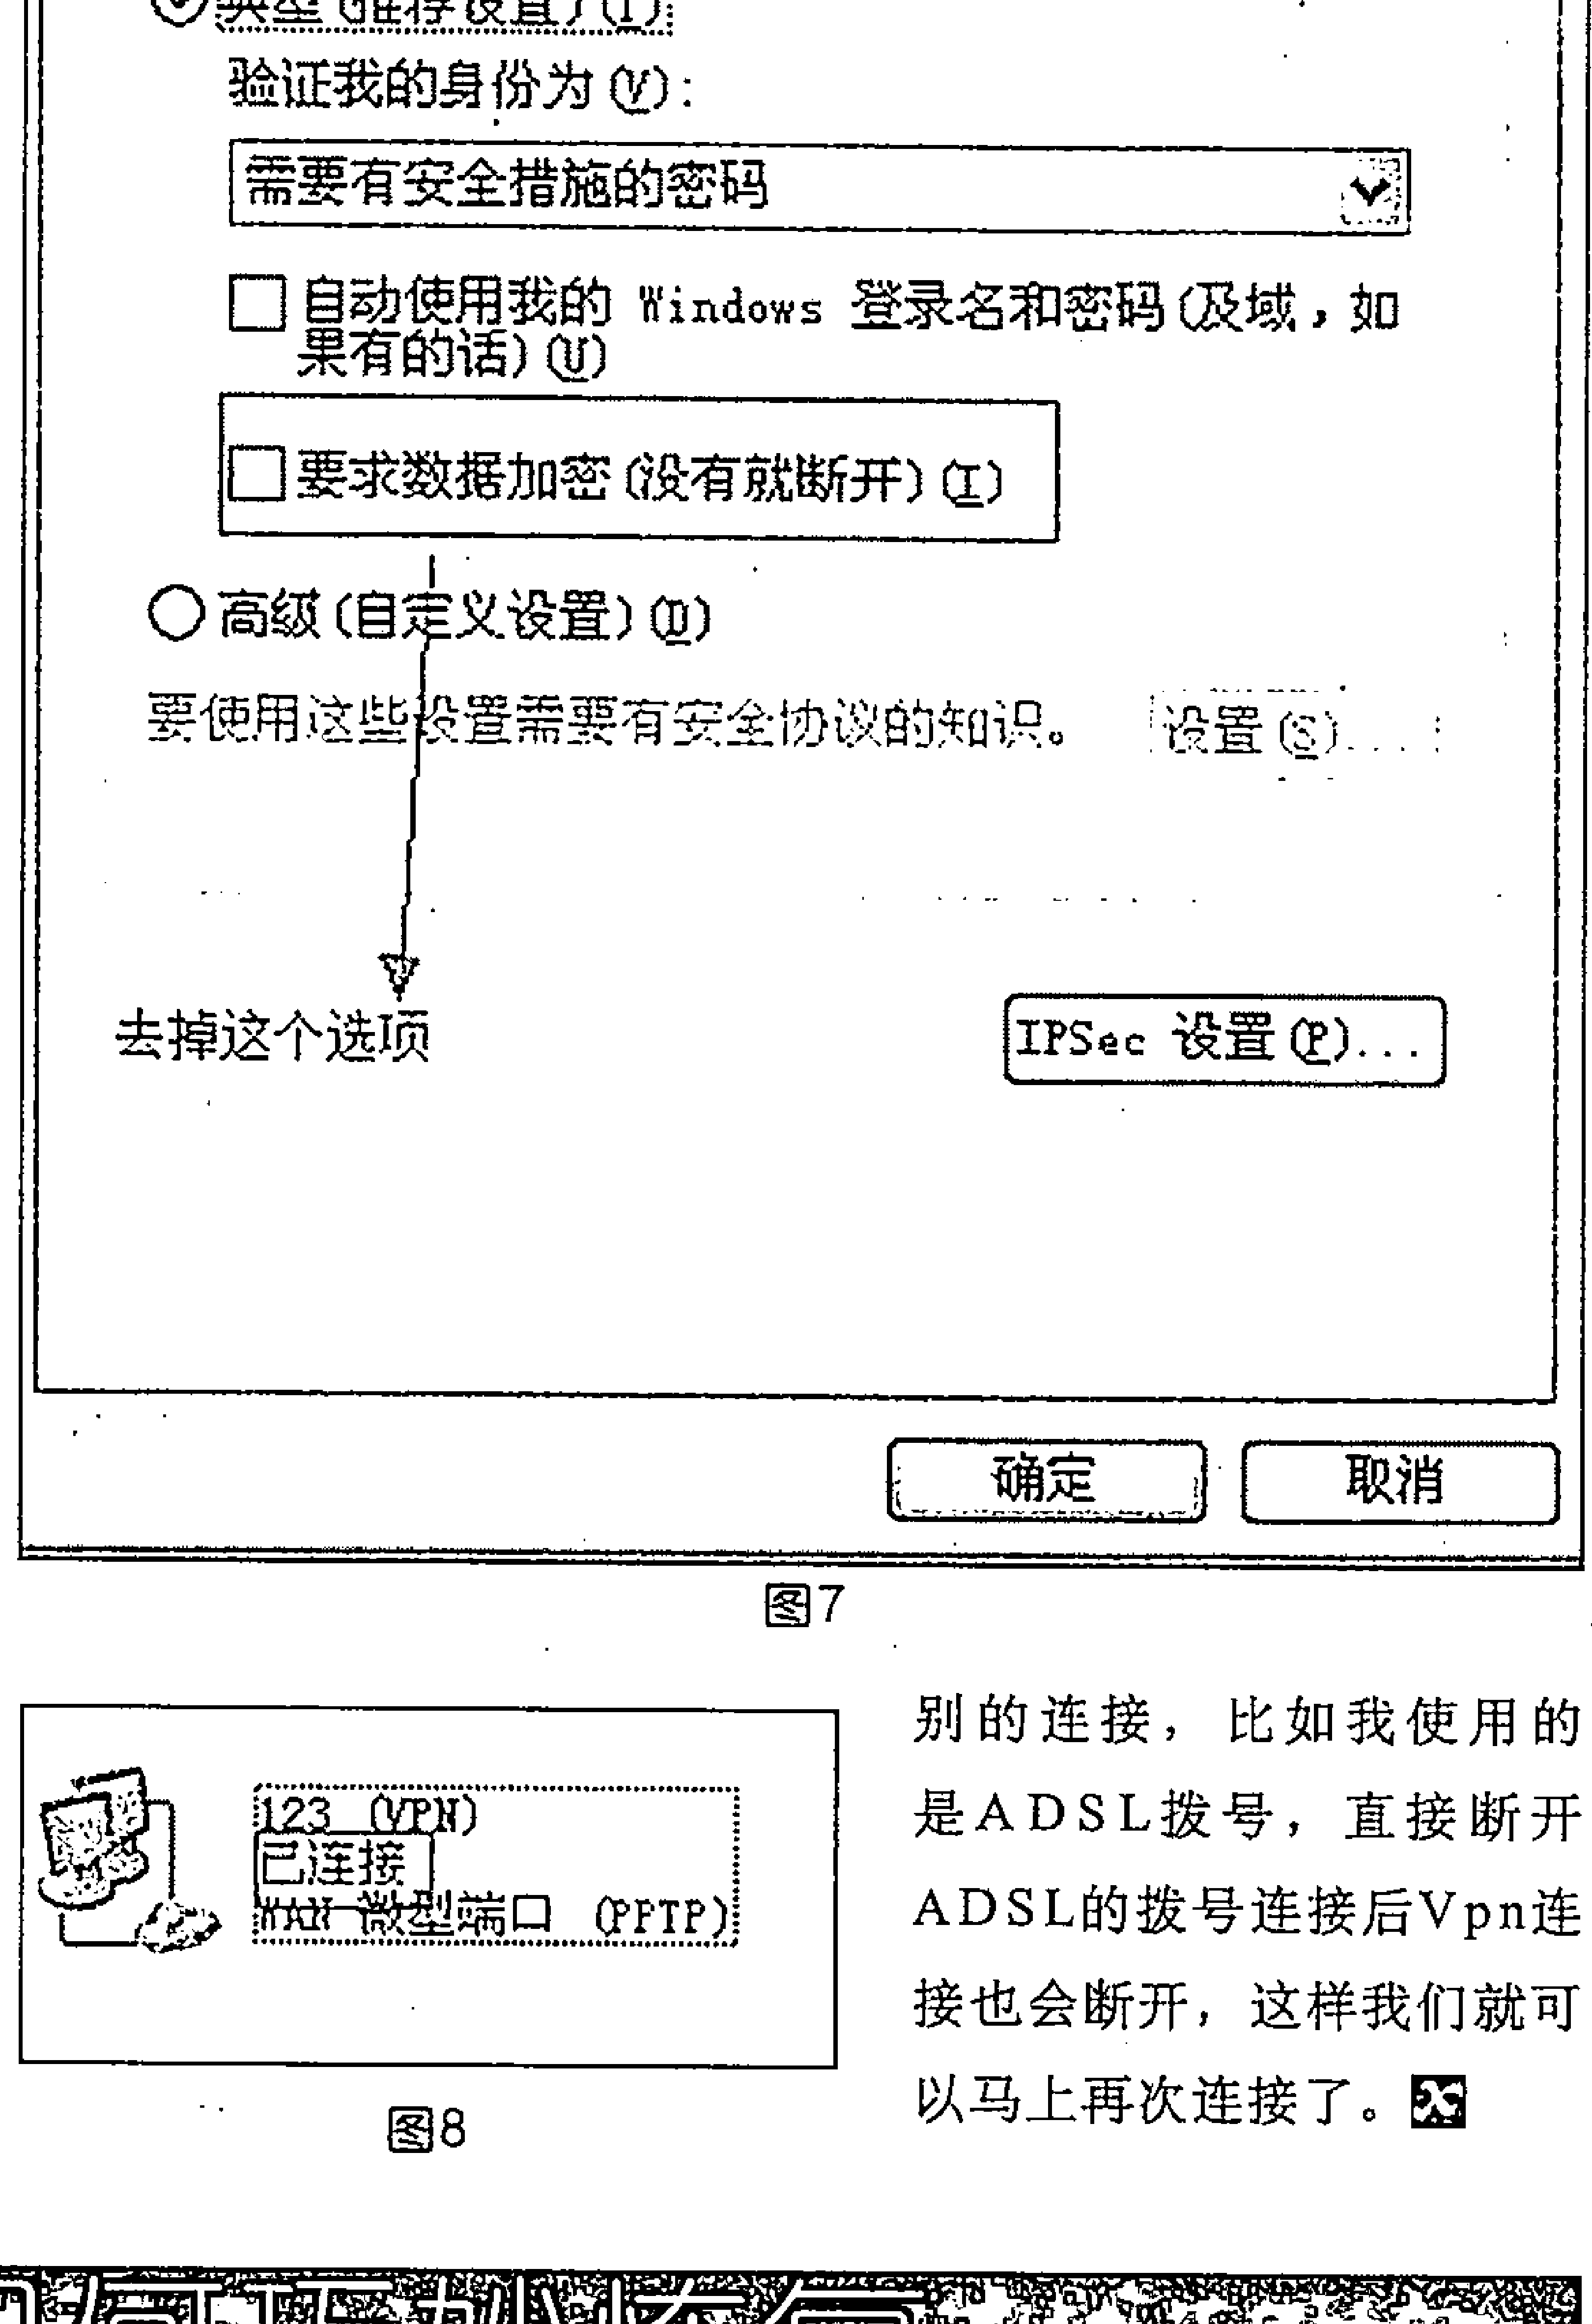 典型(推荐设置)(T)
验证我的身份为(V):
需要有安全措施的密码
自动使用我的 Windows 登录名和密码(及域，如
果有的话)(U)
要求数据加密(没有就断开)(I)
高级(自定义设置)(D)
要使用这些设置需要有安全协议的知识。 设置(S)...
去掉这个选项
IPSec 设置(P)...
确定 取消
图7
123 (VPN)
已连接
WAN 微型端口 (PPTP)
图8
别的连接，比如我使用的
是ADSL拨号，直接断开
ADSL的拨号连接后Vpn连
接也会断开，这样我们就可
以马上再次连接了。